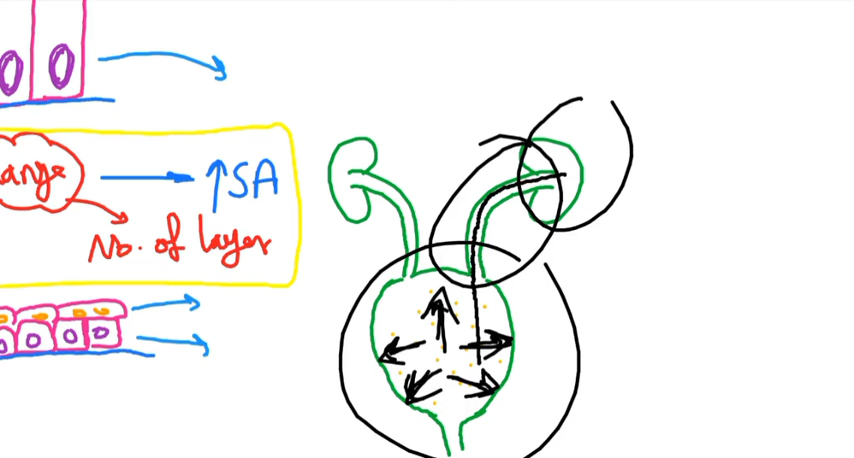 → ↑SA
No. of layer